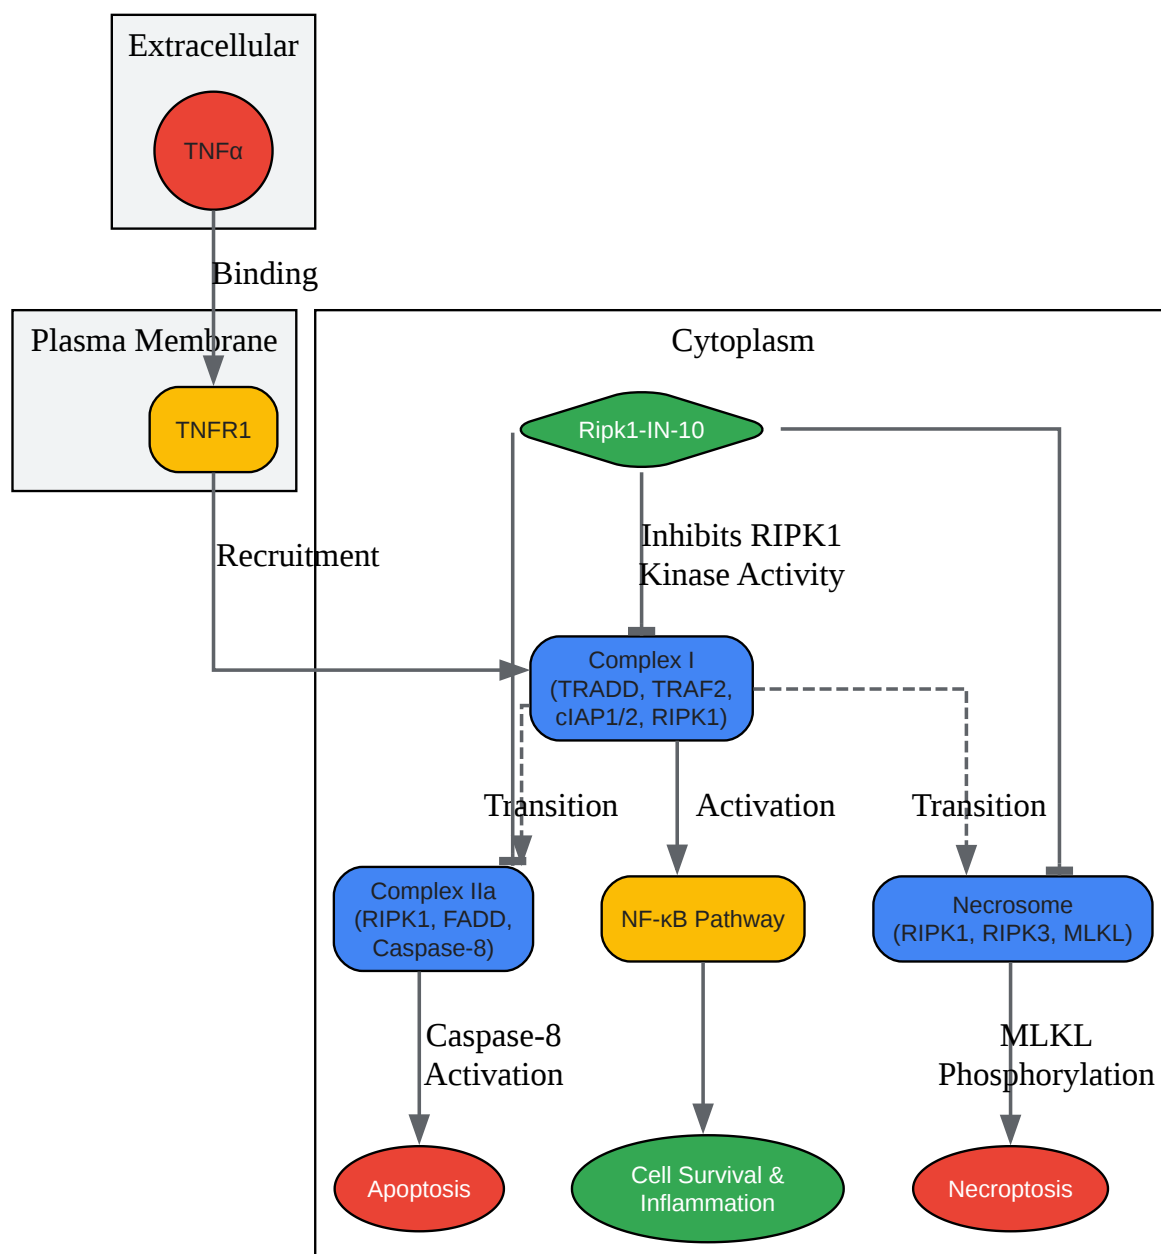 Extracellular
TNFα
Binding
Plasma Membrane
Cytoplasm
TNFR1
Ripk1-IN-10
Recruitment
Inhibits RIPK1
Kinase Activity
Complex I
(TRADD, TRAF2,
cIAP1/2, RIPK1)
Transition
Activation
Transition
Complex IIa
(RIPK1, FADD,
Caspase-8)
NF-κB Pathway
Necrosome
(RIPK1, RIPK3, MLKL)
Caspase-8
Activation
MLKL
Phosphorylation
Apoptosis
Cell Survival &
Inflammation
Necroptosis